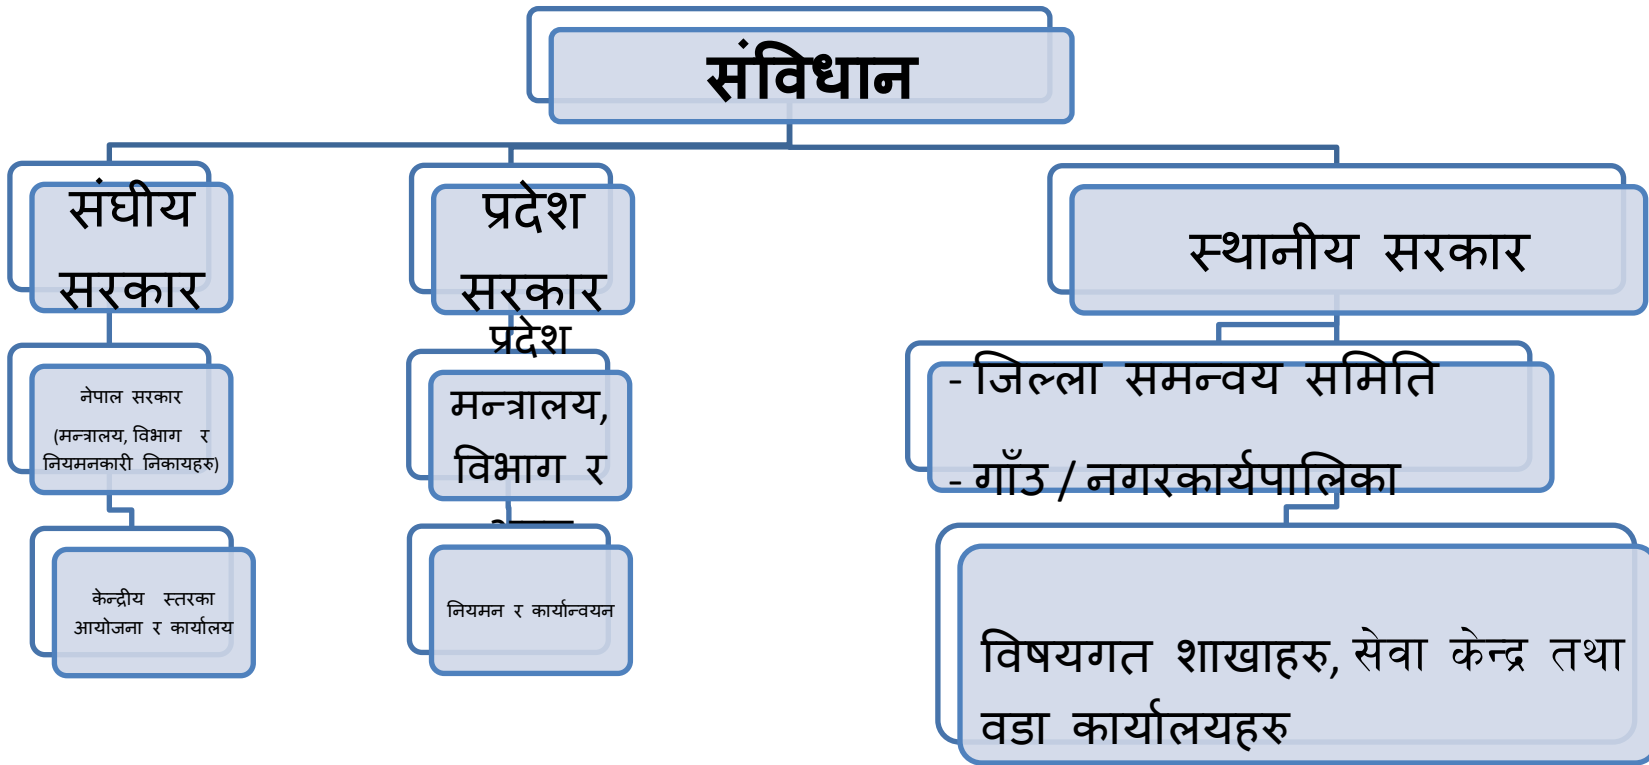 संविधान
संघीय
सरकार
प्रदेश
सरकार
स्थानीय सरकार
नेपाल सरकार
(मन्त्रालय, विभाग र
नियमनकारी निकायहरु)
प्रदेश
मन्त्रालय,
विभाग र
- जिल्ला समन्वय समिति
- गाँउ / नगरकार्यपालिका
केन्द्रीय स्तरका
आयोजना र कार्यालय
नियमन र कार्यान्वयन
विषयगत शाखाहरु, सेवा केन्द्र तथा
वडा कार्यालयहरु